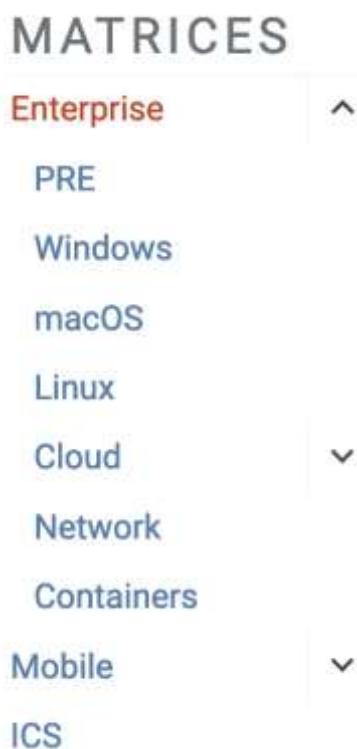 MATRICES
Enterprise
PRE
Windows
macOS
Linux
Cloud
Network
Containers
Mobile
ICS